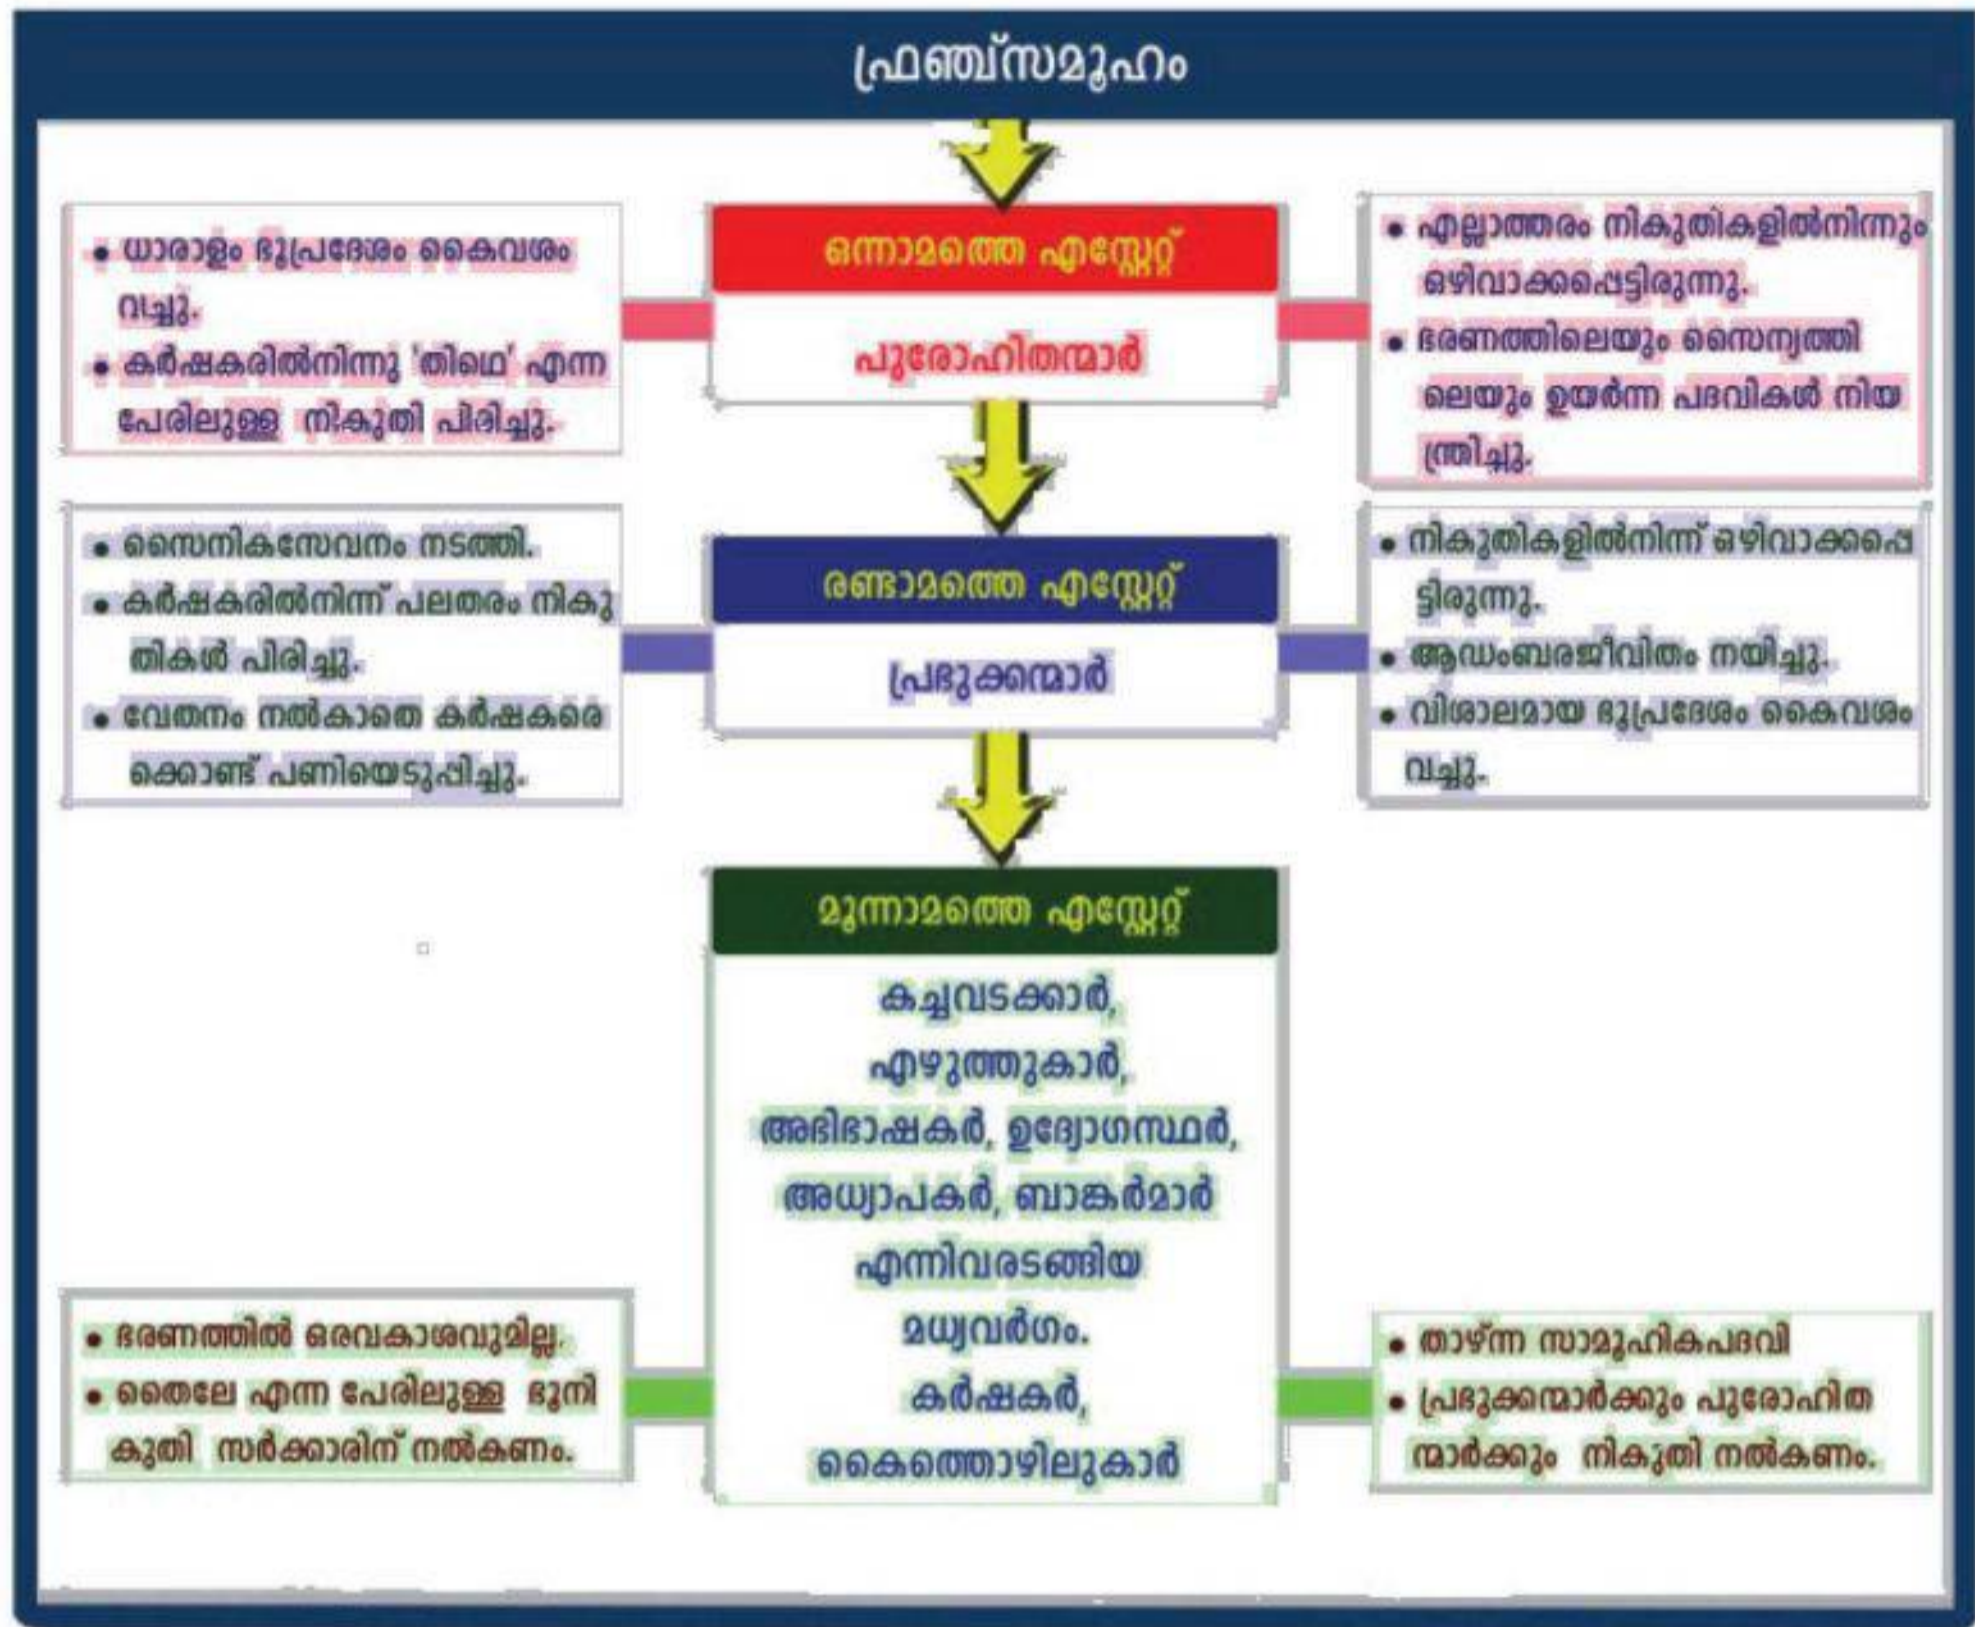 ഫ്രഞ്ച്സമൂഹം
ഒന്നാമത്തെ എസ്റ്റേറ്റ്
പുരോഹിതന്മാർ
• ധാരാളം ഭൂപ്രദേശം കൈവശം
വച്ചു.
• കർഷകരിൽനിന്നു 'തിഥെ' എന്ന
പേരിലുള്ള നികുതി പിരിച്ചു.
• എല്ലാത്തരം നികുതികളിൽനിന്നും
ഒഴിവാക്കപ്പെട്ടിരുന്നു.
• ഭരണത്തിലെയും സൈന്യത്തി
ലെയും ഉയർന്ന പദവികൾ നിയ
ന്ത്രിച്ചു.
രണ്ടാമത്തെ എസ്റ്റേറ്റ്
പ്രഭുക്കന്മാർ
• സൈനികസേവനം നടത്തി.
• കർഷകരിൽനിന്ന് പലതരം നികു
തികൾ പിരിച്ചു.
• വേതനം നൽകാതെ കർഷകരെ
ക്കൊണ്ട് പണിയെടുപ്പിച്ചു.
• നികുതികളിൽനിന്ന് ഒഴിവാക്കപ്പെ
ട്ടിരുന്നു.
• ആഡംബരജീവിതം നയിച്ചു.
• വിശാലമായ ഭൂപ്രദേശം കൈവശം
വച്ചു.
മൂന്നാമത്തെ എസ്റ്റേറ്റ്
കച്ചവടക്കാർ,
എഴുത്തുകാർ,
അഭിഭാഷകർ, ഉദ്യോഗസ്ഥർ,
അധ്യാപകർ, ബാങ്കർമാർ
എന്നിവരടങ്ങിയ
മധ്യവർഗം.
കർഷകർ,
കൈത്തൊഴിലുകാർ
• ഭരണത്തിൽ ഒരവകാശവുമില്ല.
• തൈലേ എന്ന പേരിലുള്ള ഭൂനി
കുതി സർക്കാരിന് നൽകണം.
• താഴ്ന്ന സാമൂഹികപദവി
• പ്രഭുക്കന്മാർക്കും പുരോഹിത
ന്മാർക്കും നികുതി നൽകണം.